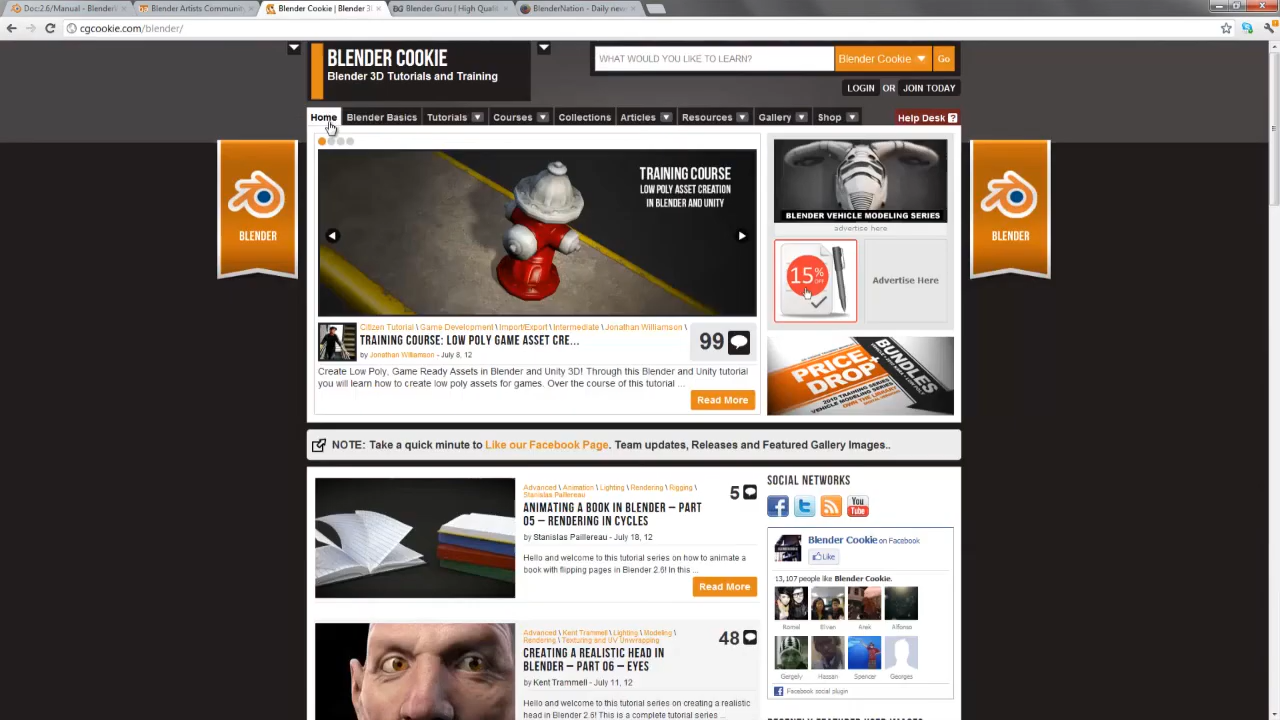 Doc:2.6/Manual - Blender
Blender Artists Community
Blender Cookie | Blender 3
Blender Guru | High Quali
BlenderNation - Daily new
cgcookie.com/blender/
BLENDER COOKIE
Blender 3D Tutorials and Training
WHAT WOULD YOU LIKE TO LEARN?
Blender Cookie
Go
LOGIN OR JOIN TODAY
Home Blender Basics Tutorials Courses Collections Articles Resources Gallery Shop Help Desk ?
BLENDER
TRAINING COURSE
LOW POLY ASSET CREATION
IN BLENDER AND UNITY
Citizen Tutorial \ Game Development \ Import/Export \ Intermediate \ Jonathan Williamson \
TRAINING COURSE: LOW POLY GAME ASSET CRE...
by Jonathan Williamson - July 8, 12
99
Create Low Poly, Game Ready Assets in Blender and Unity 3D! Through this Blender and Unity tutorial
you will learn how to create low poly assets for games. Over the course of this tutorial ...
Read More
BLENDER VEHICLE MODELING SERIES
advertise here
15% OFF
Advertise Here
PRICE DROP+
BUNDLES
BLENDER
NOTE: Take a quick minute to Like our Facebook Page. Team updates, Releases and Featured Gallery Images..
Advanced \ Animation \ Lighting \ Rendering \ Rigging \
Stanislas Paillereau
5
ANIMATING A BOOK IN BLENDER – PART
05 – RENDERING IN CYCLES
by Stanislas Paillereau - July 18, 12
Hello and welcome to this tutorial series on how to animate a
book with flipping pages in Blender 2.6! In this ...
Read More
Advanced \ Kent Trammell \ Lighting \ Modeling \
Rendering \ Texturing and UV Unwrapping
48
CREATING A REALISTIC HEAD IN
BLENDER – PART 06 – EYES
by Kent Trammell - July 11, 12
Hello and welcome to this tutorial series on creating a realistic
head in Blender 2.6! This is a complete tutorial series ...
SOCIAL NETWORKS
You Tube
Blender Cookie on Facebook
Like
13,107 people like Blender Cookie.
Romel Rivan Arek Alfonso
Gergely Hassan Spencer Georges
Facebook social plugin
RECENTLY FEATURED USER IMAGES